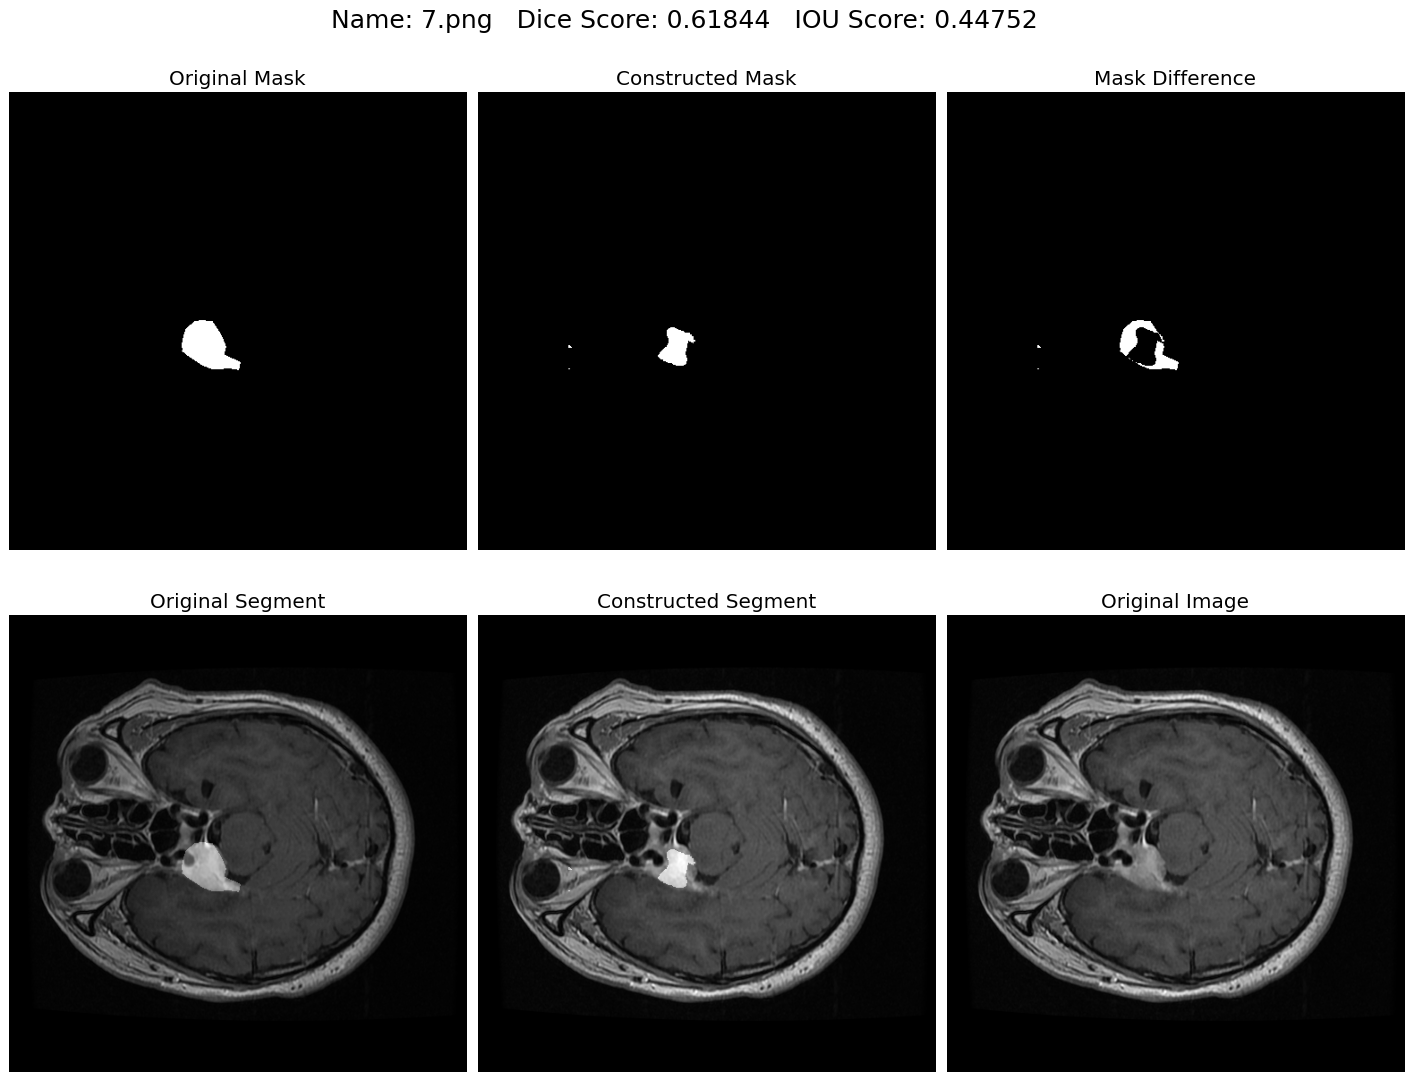 Name: 7.png   Dice Score: 0.61844   IOU Score: 0.44752
Original Mask
Constructed Mask
Mask Difference
Original Segment
Constructed Segment
Original Image